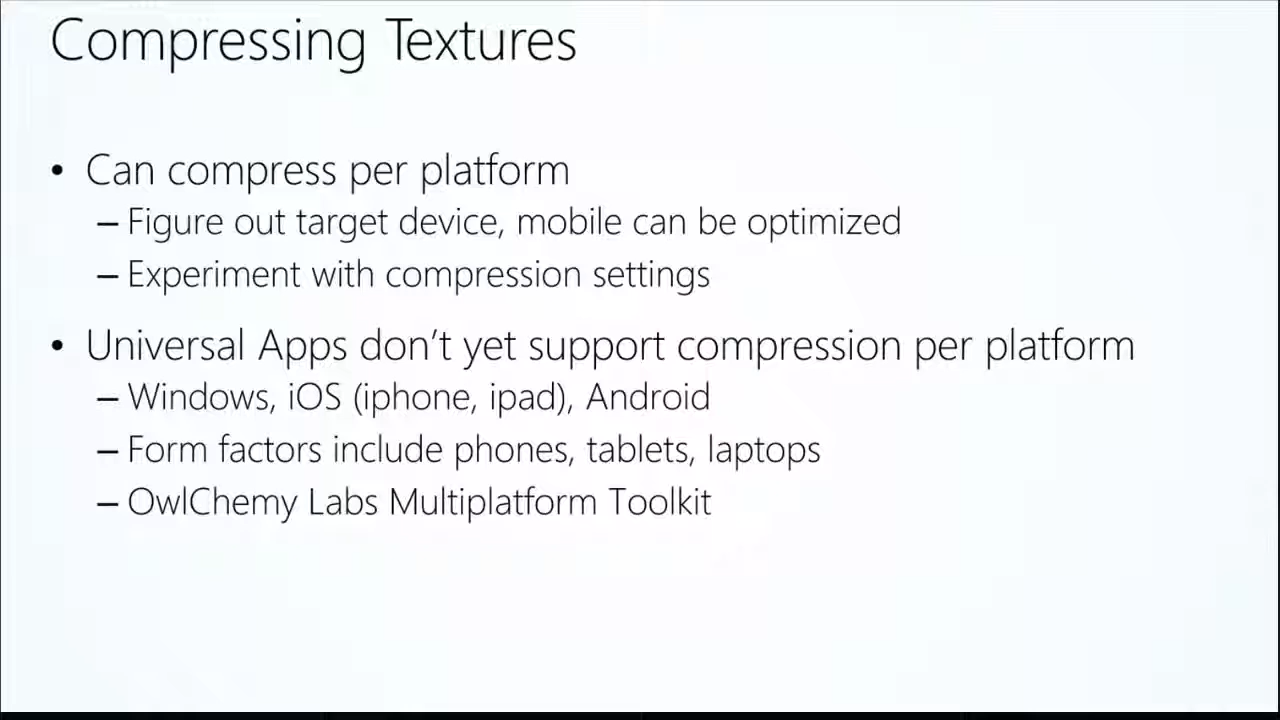 Compressing Textures
• Can compress per platform
– Figure out target device, mobile can be optimized
– Experiment with compression settings
• Universal Apps don’t yet support compression per platform
– Windows, iOS (iphone, ipad), Android
– Form factors include phones, tablets, laptops
– OwlChemy Labs Multiplatform Toolkit